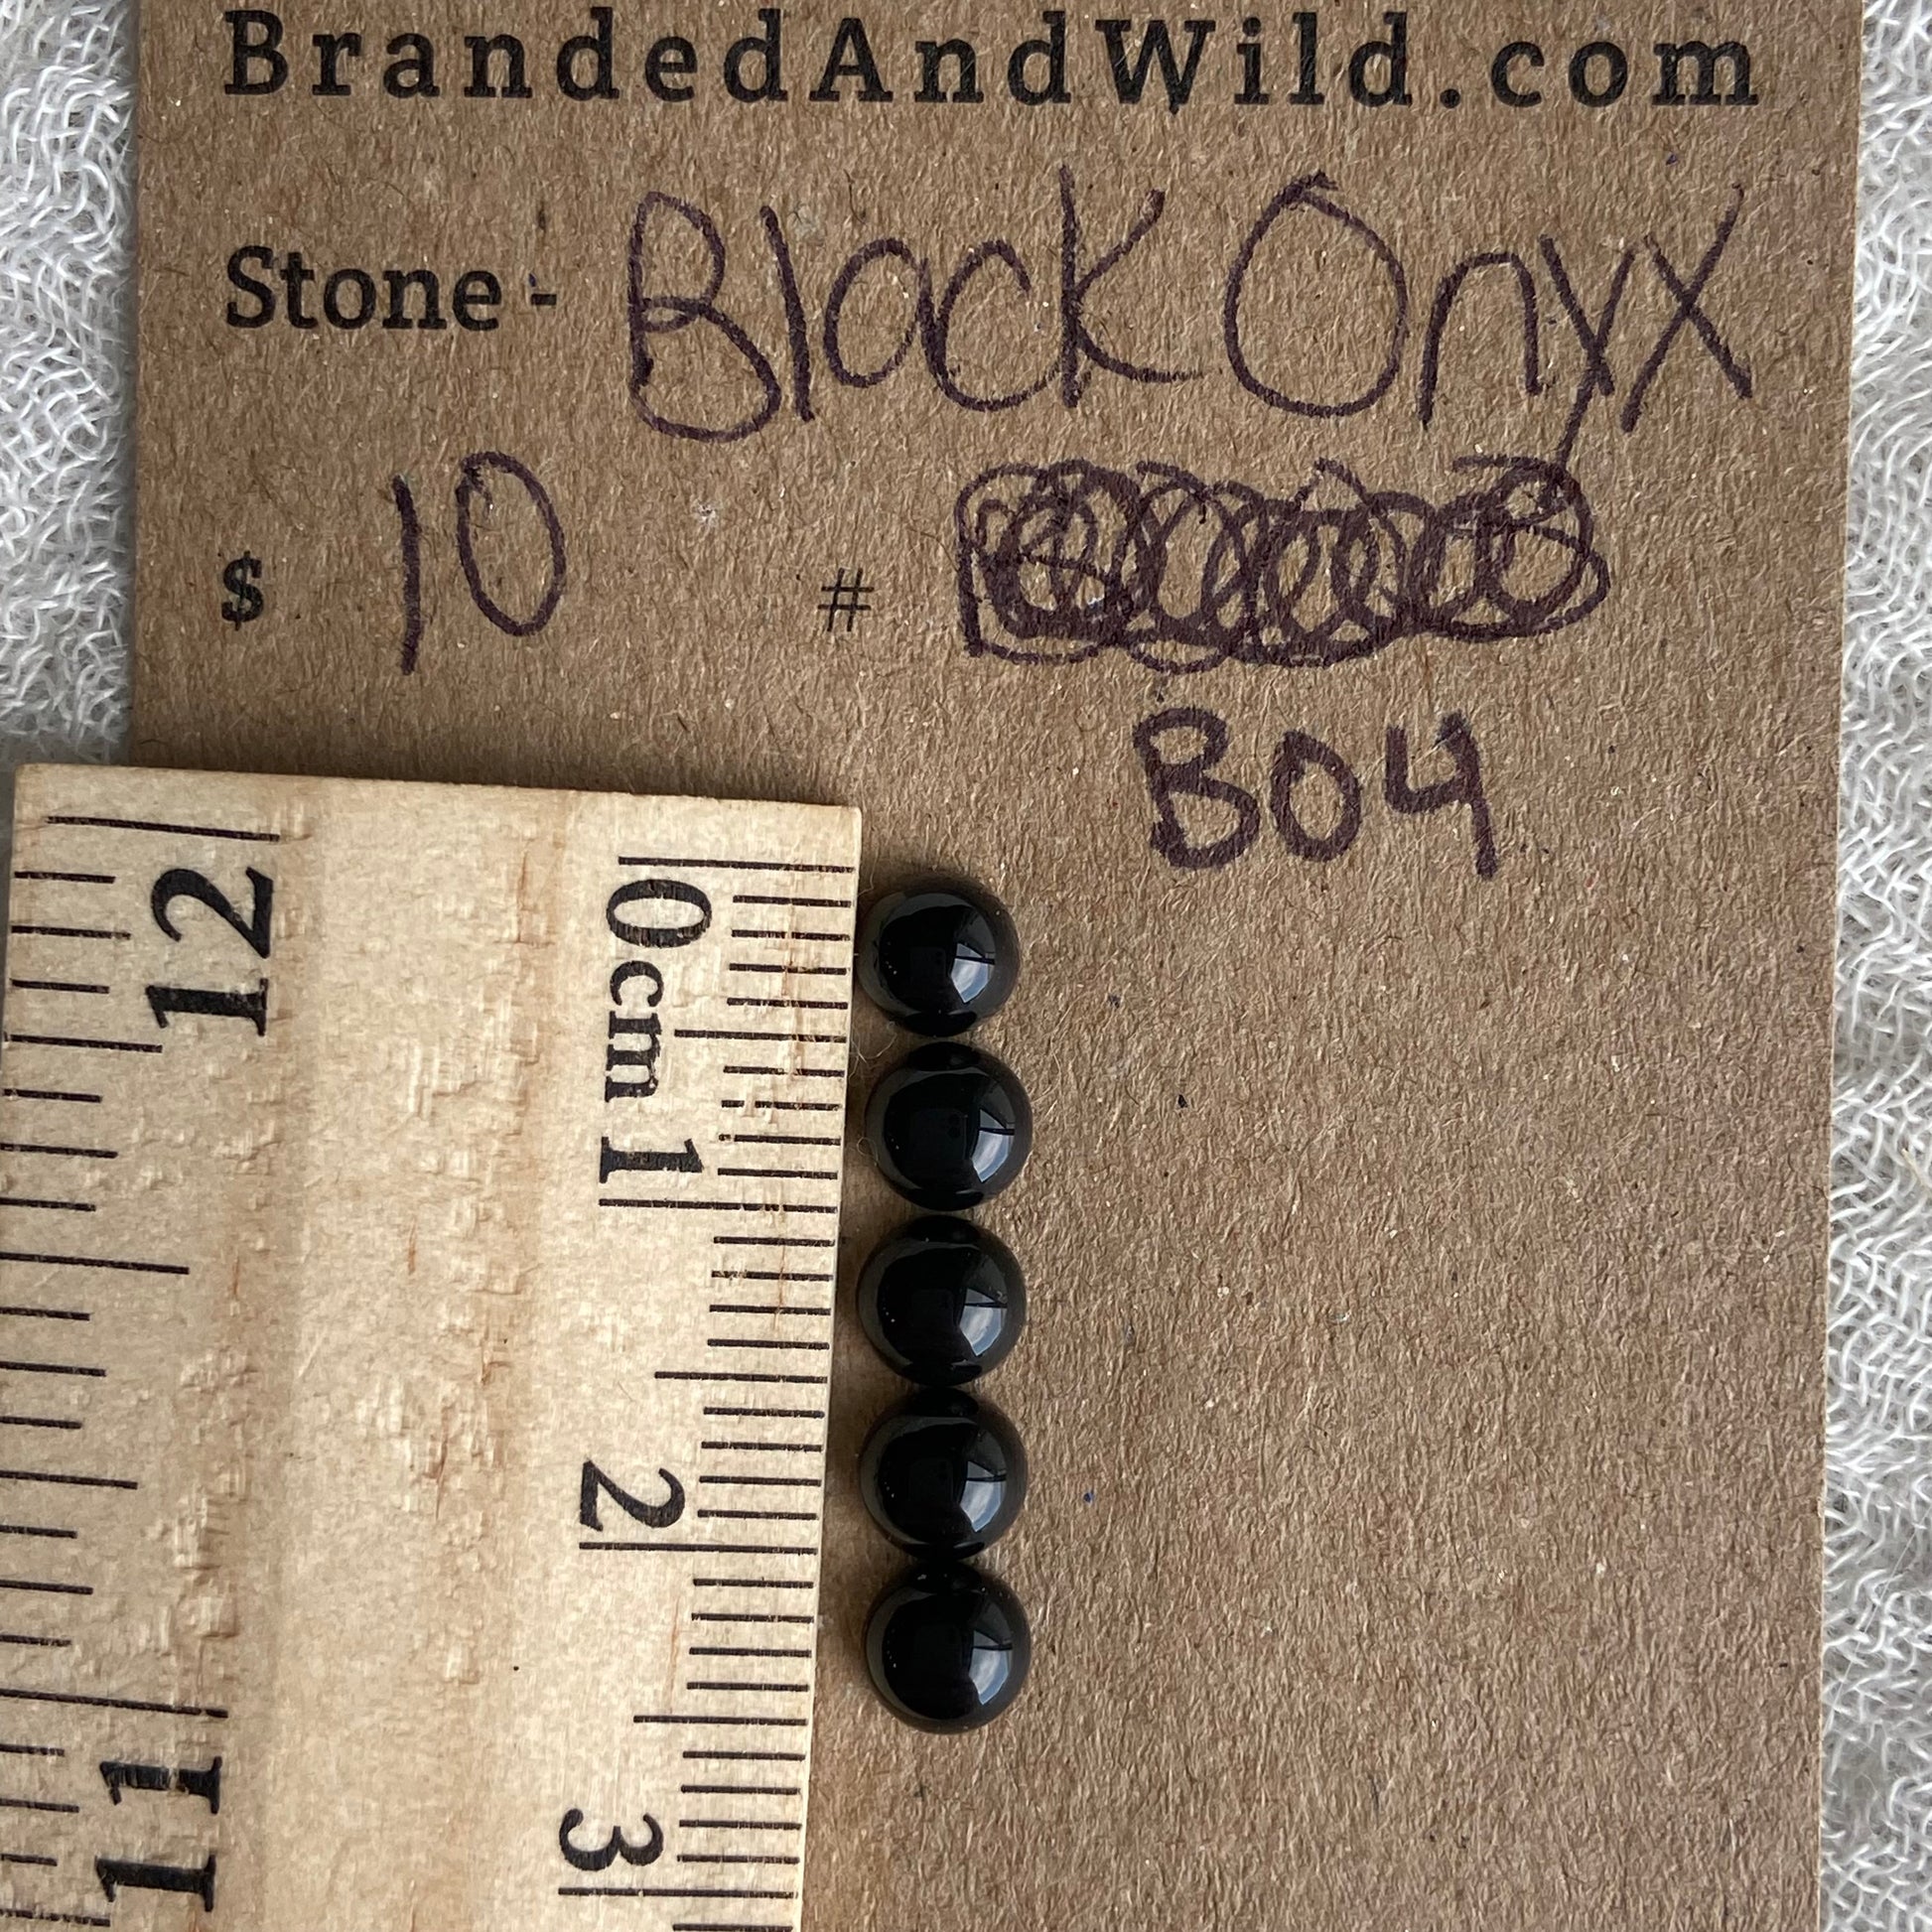 BrandedAndWild.com
Stone - Black Onyx
$ 10 #
B04
12
0cm 1
2
3
11